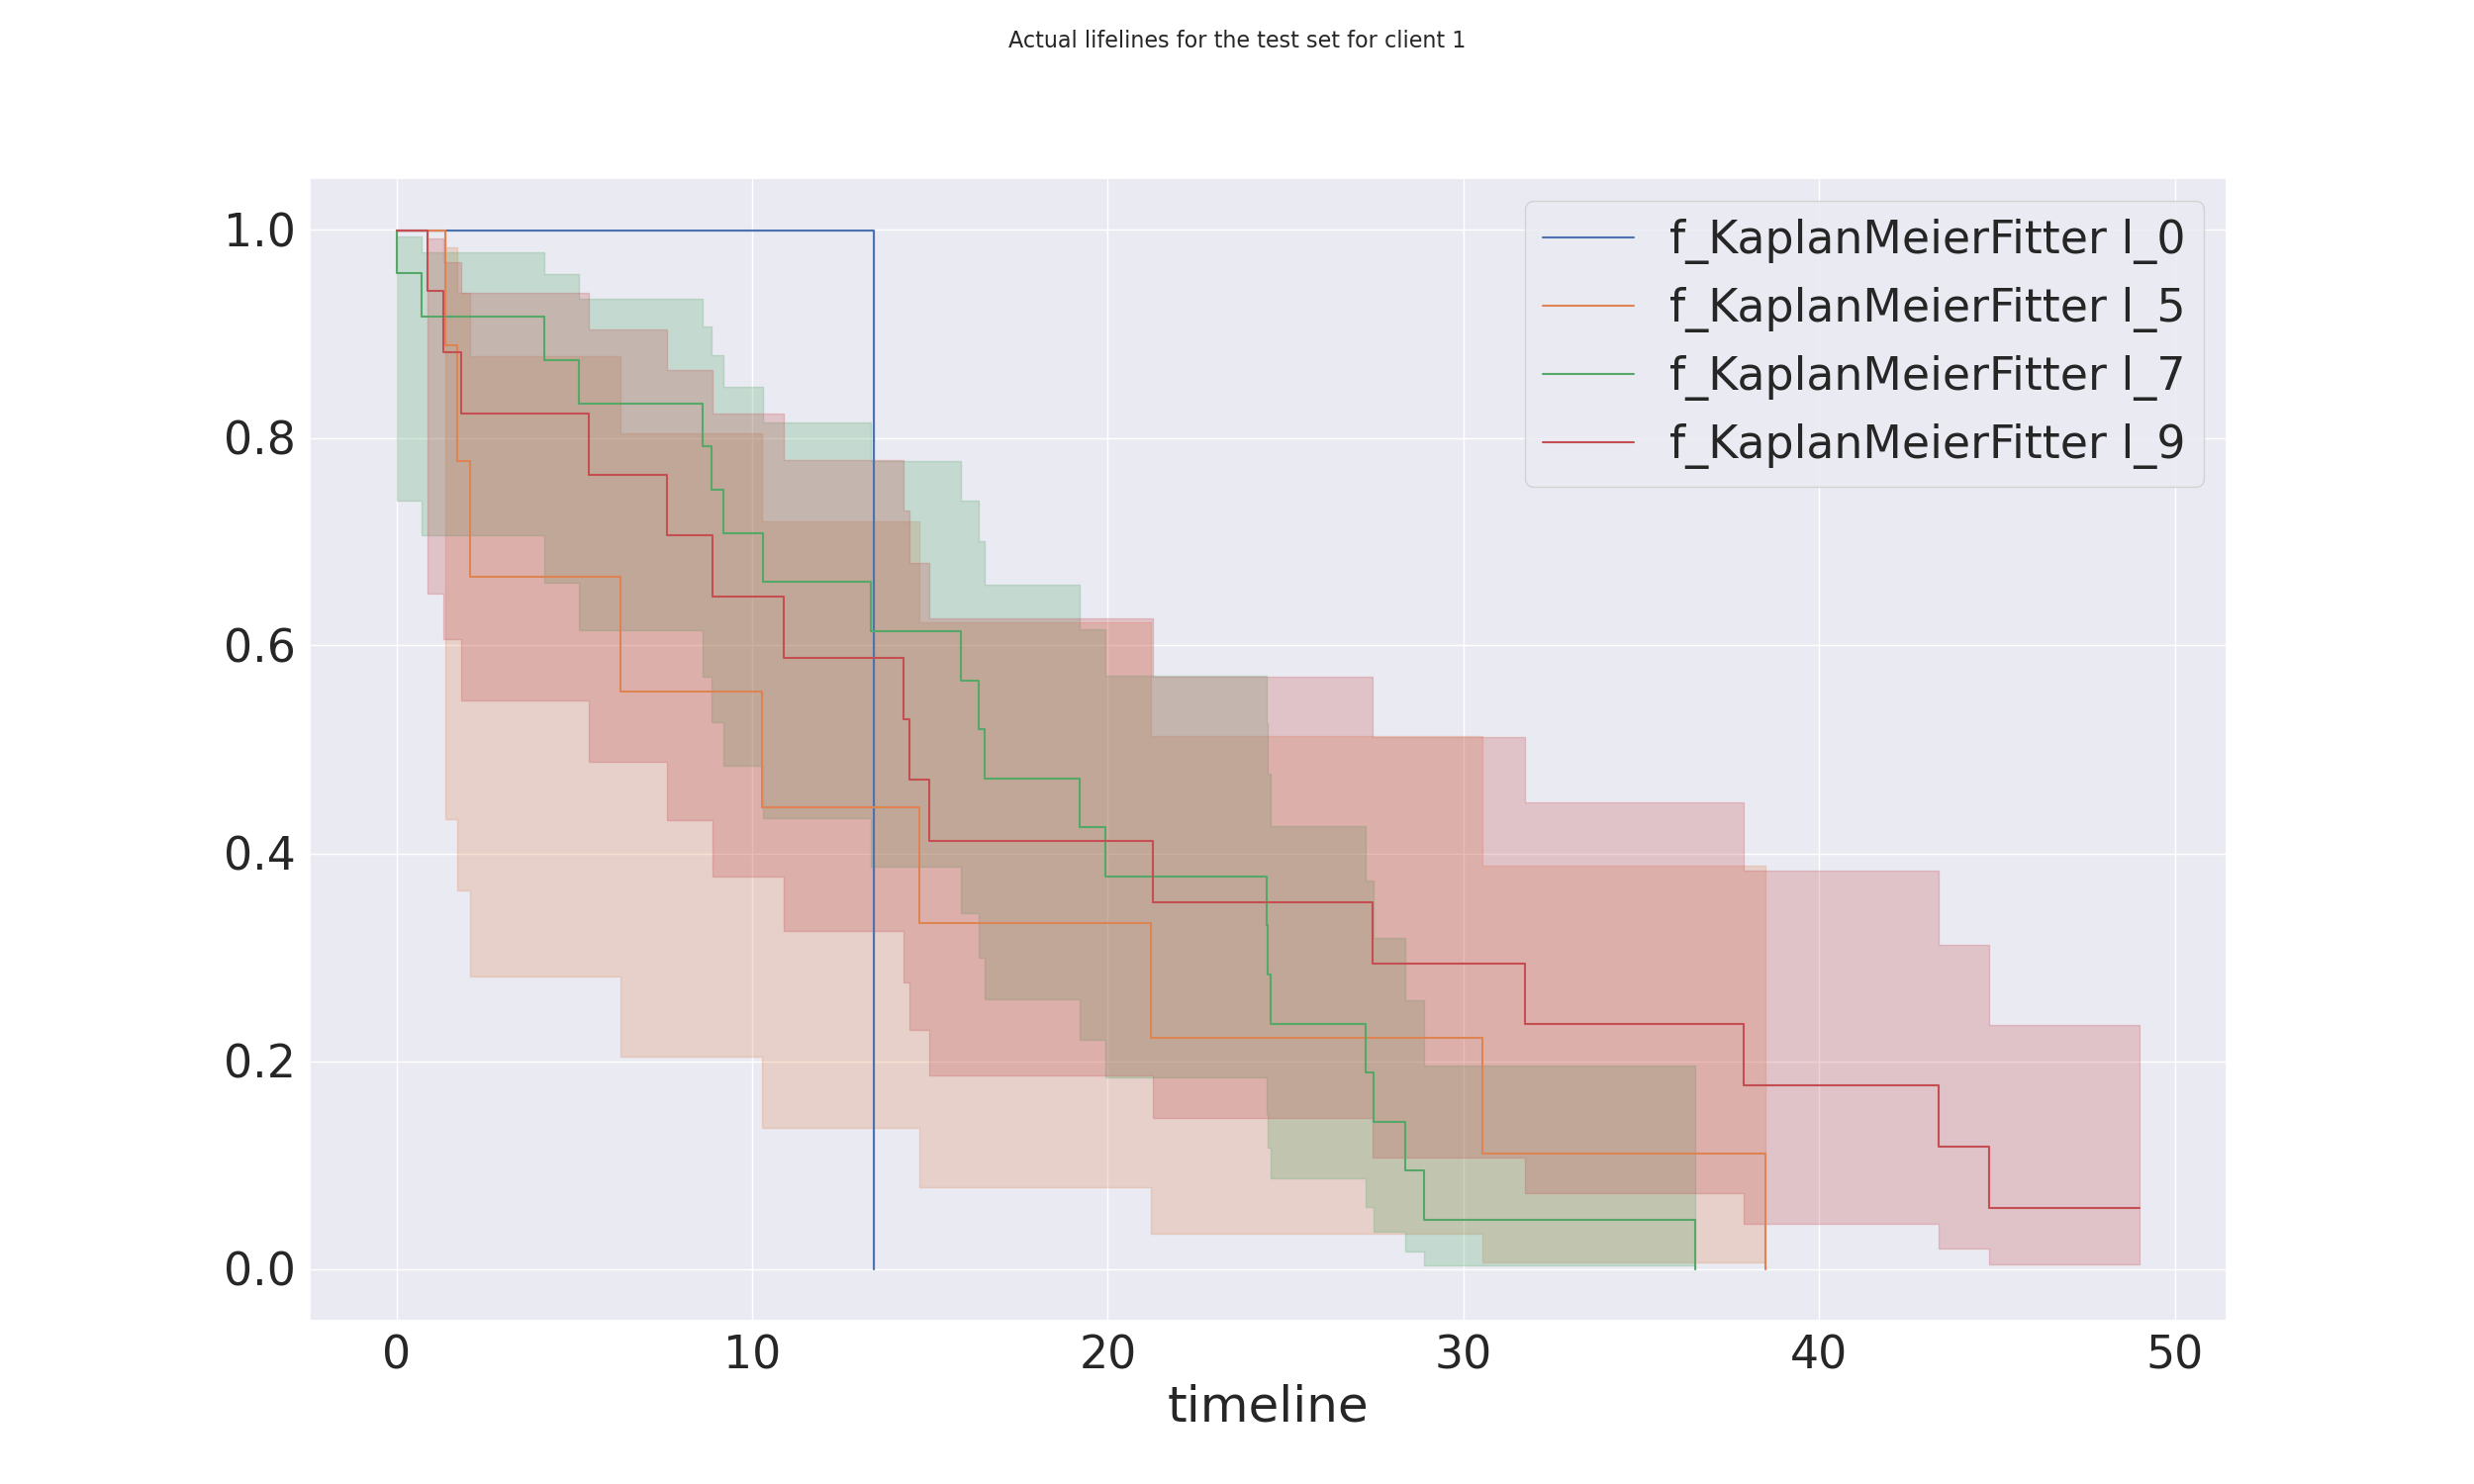 Actual lifelines for the test set for client 1
1.0
0.8
0.6
0.4
0.2
0.0
f_KaplanMeierFitter l_0
f_KaplanMeierFitter l_5
f_KaplanMeierFitter l_7
f_KaplanMeierFitter l_9
0 10 20 30 40 50
timeline